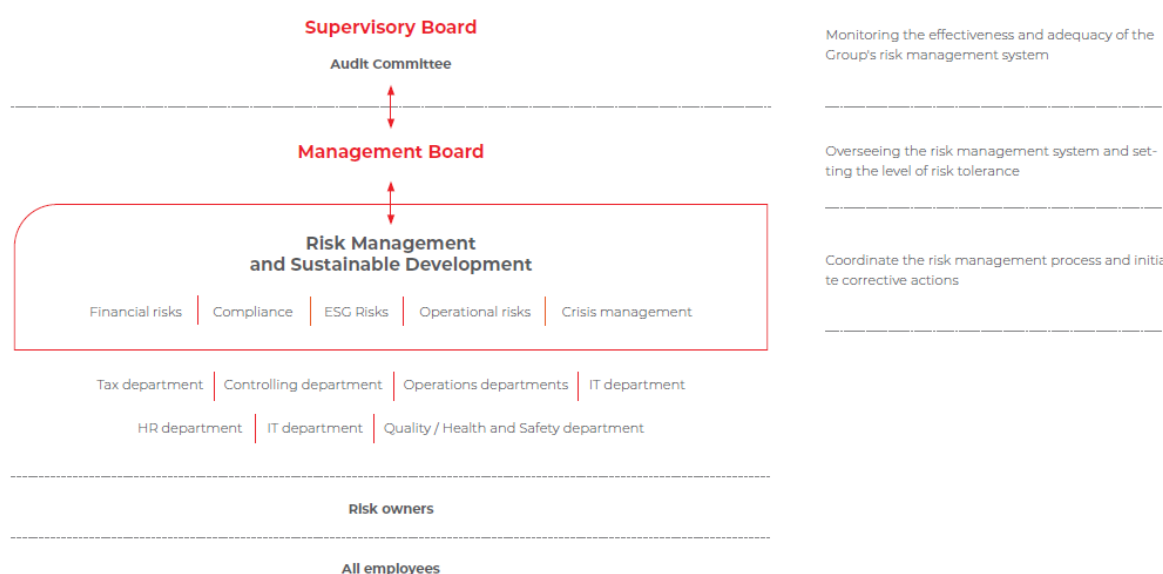 Supervisory Board
Audit Committee
Monitoring the effectiveness and adequacy of the
Group's risk management system
Management Board
Overseeing the risk management system and set-
ting the level of risk tolerance
Risk Management
and Sustainable Development
Financial risks
Compliance
ESG Risks
Operational risks
Crisis management
Coordinate the risk management process and initia
te corrective actions
Tax department
Controlling department
Operations departments
IT department
HR department
IT department
Quality / Health and Safety department
Risk owners
All employees